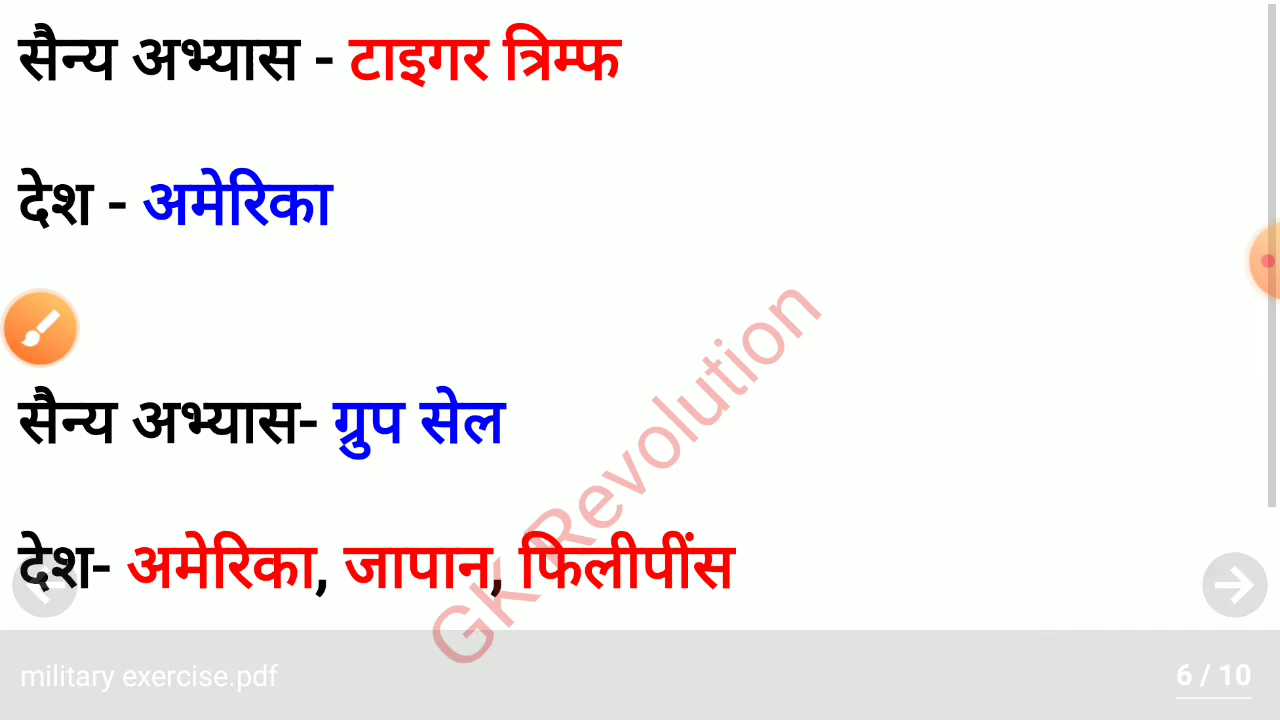 सैन्य अभ्यास - टाइगर त्रिम्फ
देश - अमेरिका
सैन्य अभ्यास- ग्रुप सेल
देश- अमेरिका, जापान, फिलीपींस
GK Revolution
military exercise.pdf
6 / 10